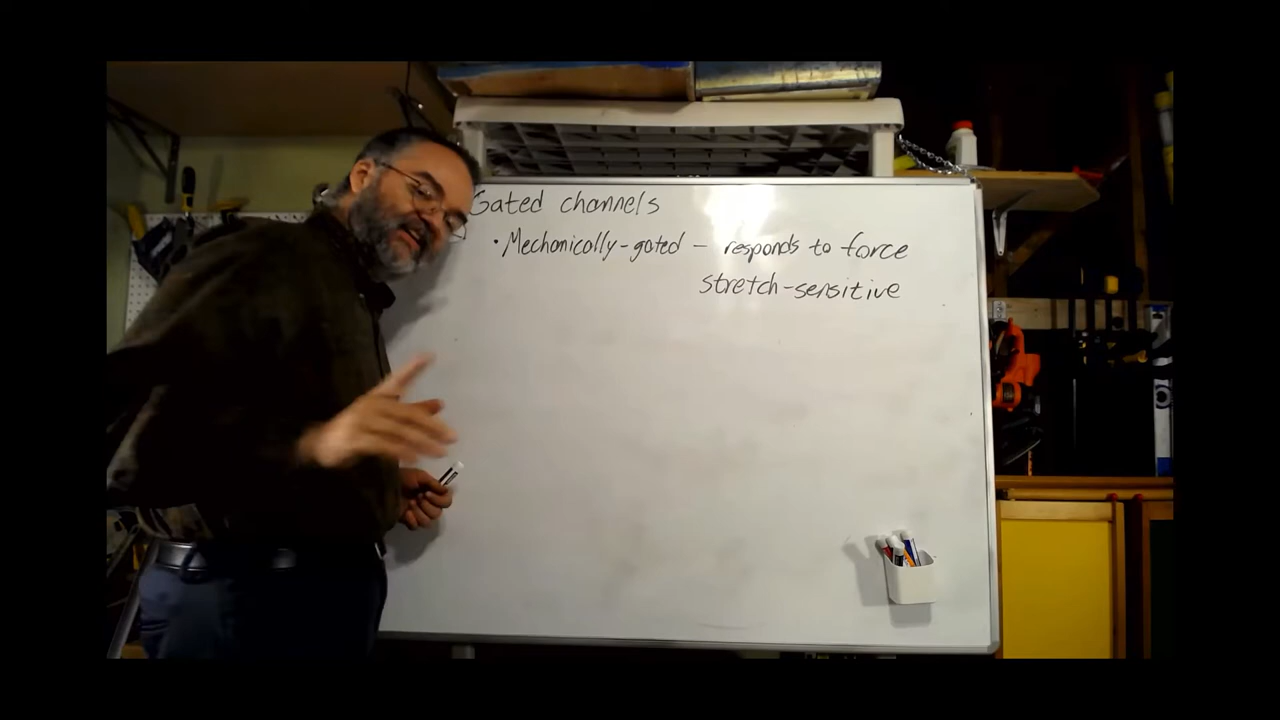 Gated channels
• Mechanically-gated – responds to force
stretch-sensitive